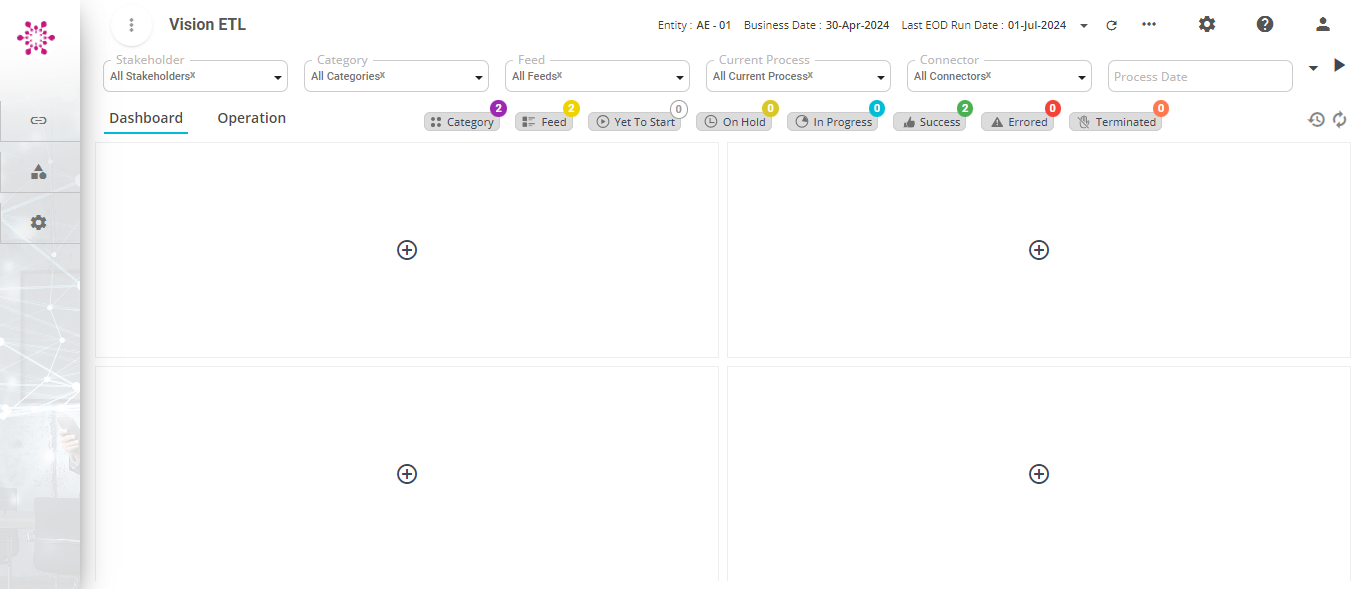 Vision ETL
Entity : AE - 01 Business Date : 30-Apr-2024 Last EOD Run Date : 01-Jul-2024
Stakeholder
All Stakeholders x
Category
All Categories x
Feed
All Feeds x
Current Process
All Current Process x
Connector
All Connectors x
Process Date
Dashboard
Operation
Category 2
Feed 2
Yet To Start 0
On Hold 0
In Progress 0
Success 2
Errored 0
Terminated 0